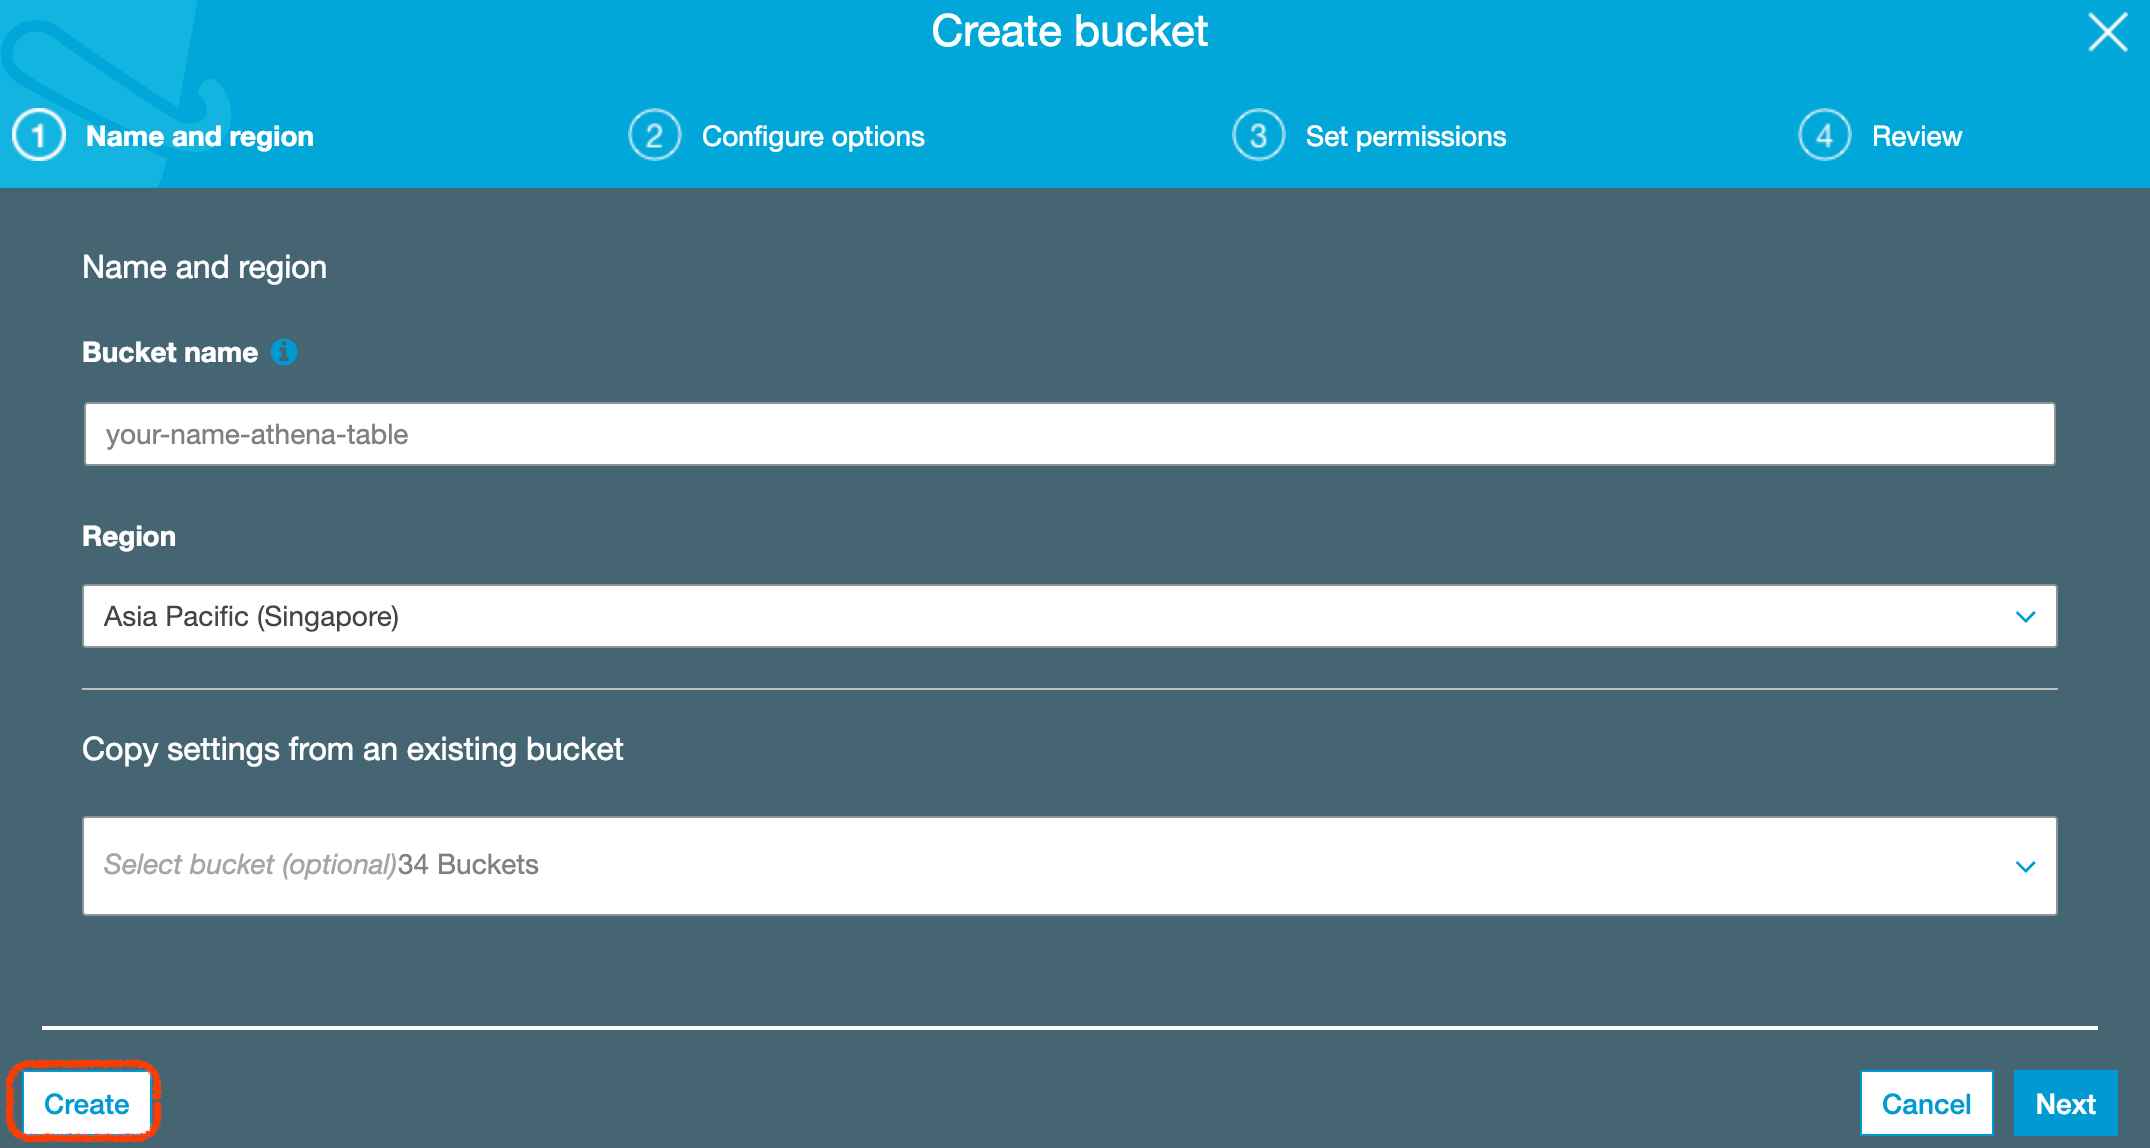 Create bucket
1 Name and region
2 Configure options
3 Set permissions
4 Review
Name and region
Bucket name
your-name-athena-table
Region
Asia Pacific (Singapore)
Copy settings from an existing bucket
Select bucket (optional)34 Buckets
Create
Cancel
Next